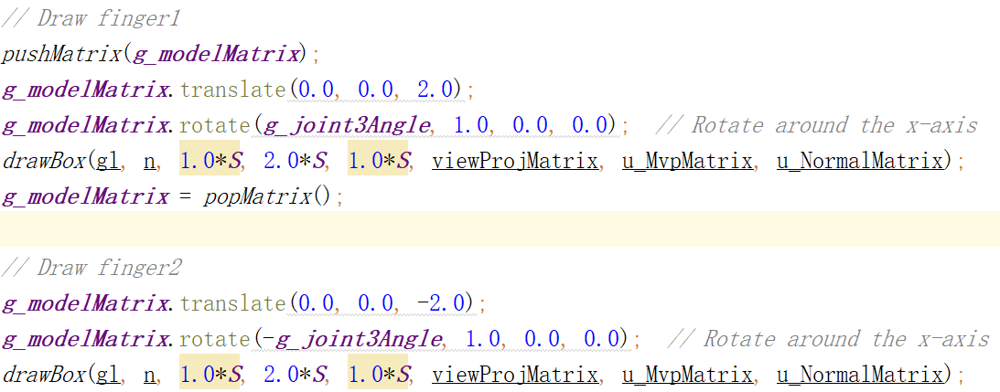 // Draw finger1
pushMatrix(g_modelMatrix);
g_modelMatrix.translate(0.0, 0.0, 2.0);
g_modelMatrix.rotate(g_joint3Angle, 1.0, 0.0, 0.0);  // Rotate around the x-axis
drawBox(gl, n, 1.0*S, 2.0*S, 1.0*S, viewProjMatrix, u_MvpMatrix, u_NormalMatrix);
g_modelMatrix = popMatrix();
// Draw finger2
g_modelMatrix.translate(0.0, 0.0, -2.0);
g_modelMatrix.rotate(-g_joint3Angle, 1.0, 0.0, 0.0);  // Rotate around the x-axis
drawBox(gl, n, 1.0*S, 2.0*S, 1.0*S, viewProjMatrix, u_MvpMatrix, u_NormalMatrix);